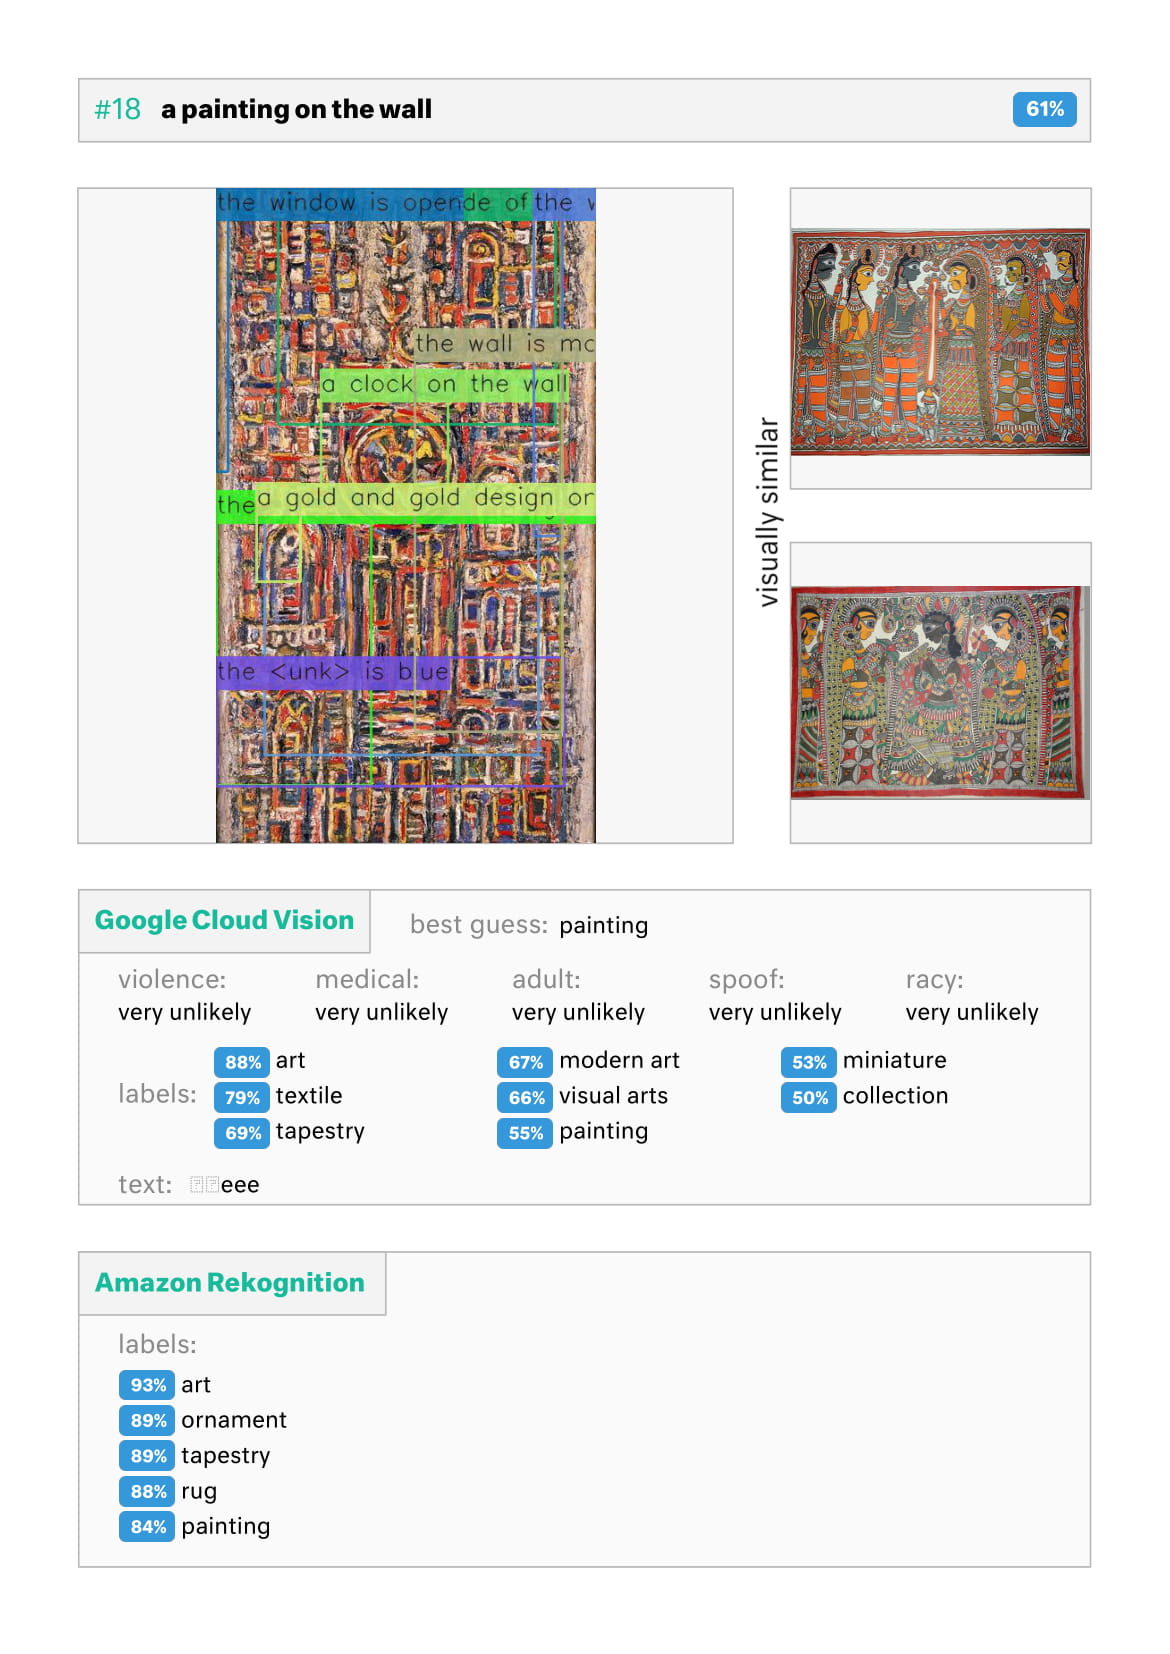 #18 a painting on the wall 61%
the window is open
de of
the
the wall is
a clock on the wall
the
a gold and gold design
the <unk> is blue
visually similar
Google Cloud Vision
best guess: painting
violence: medical: adult: spoof: racy:
very unlikely very unlikely very unlikely very unlikely very unlikely
88% art 67% modern art 53% miniature
labels: 79% textile 66% visual arts 50% collection
69% tapestry 55% painting
text: eee
Amazon Rekognition
labels:
93% art
89% ornament
89% tapestry
88% rug
84% painting